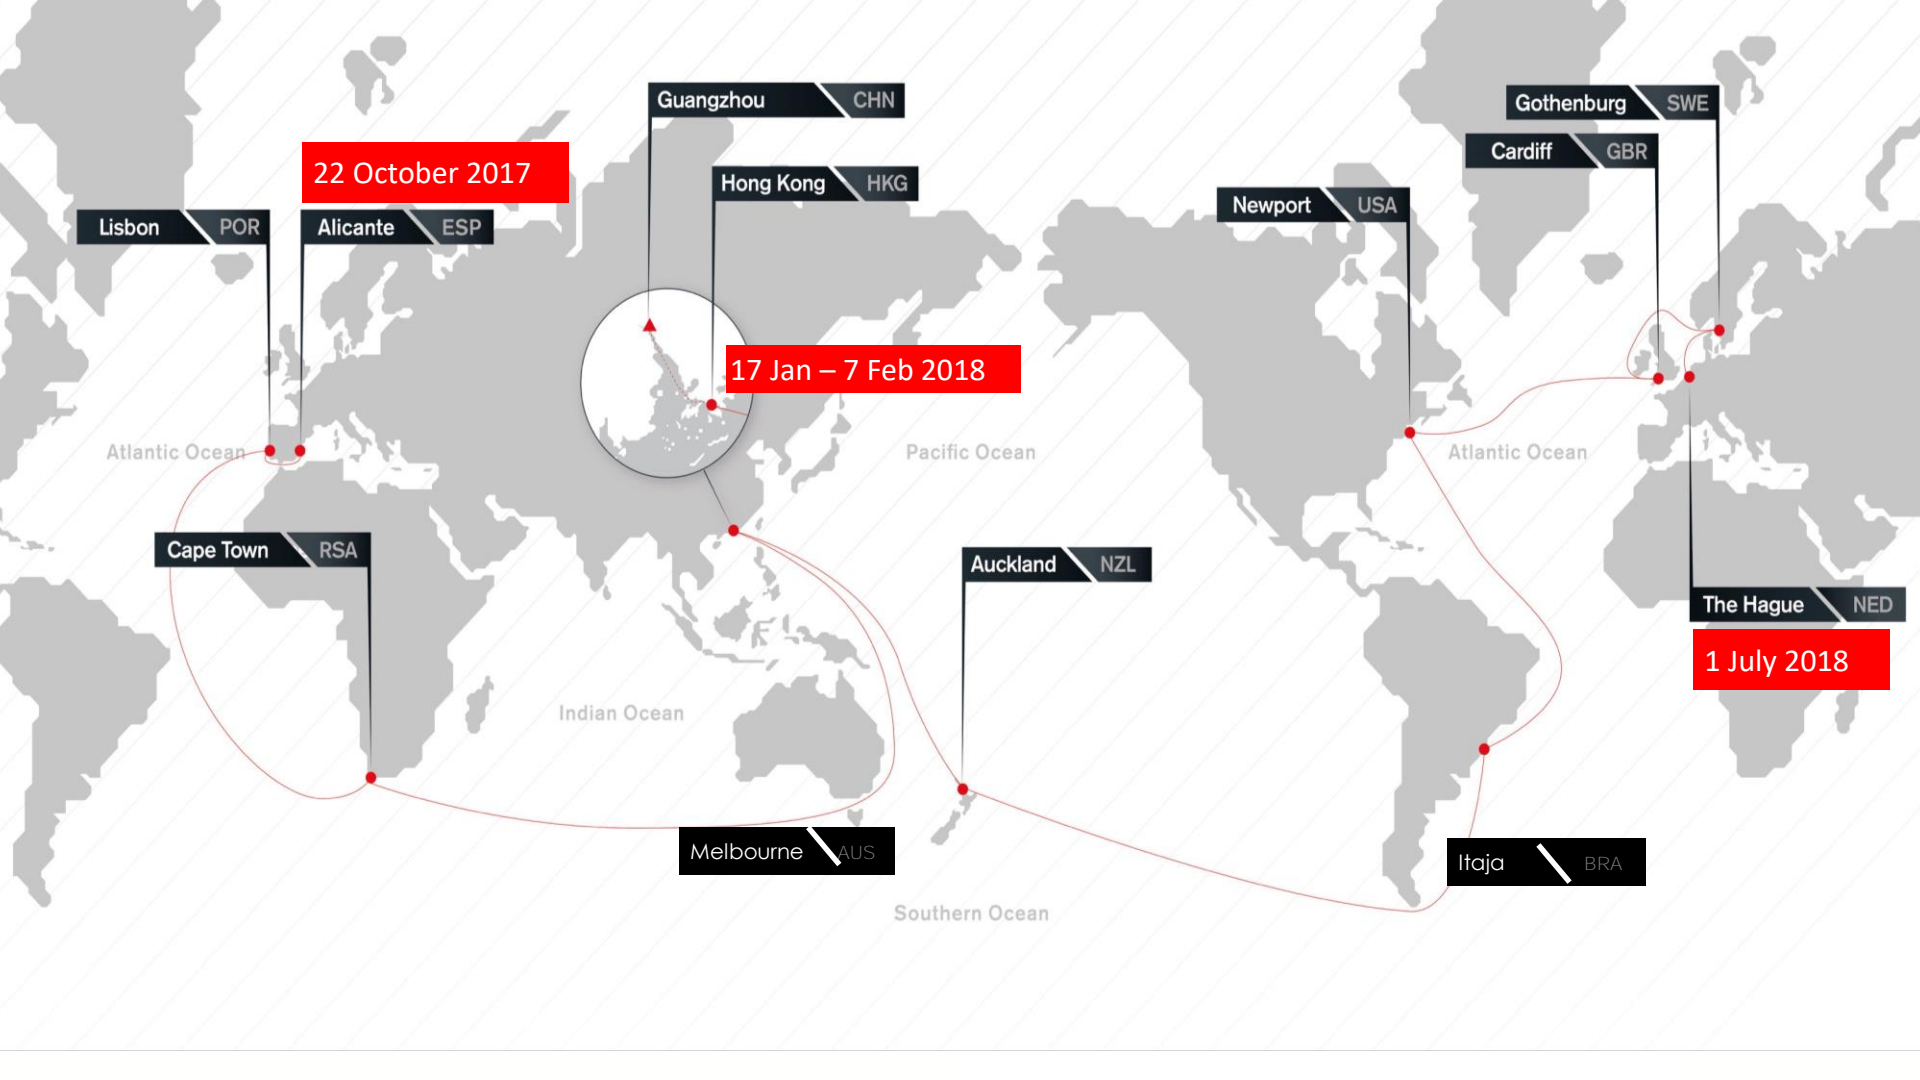 Guangzhou CHN
Gothenburg SWE
Cardiff GBR
22 October 2017
Hong Kong HKG
Newport USA
Lisbon POR
Alicante ESP
17 Jan – 7 Feb 2018
Atlantic Ocean
Pacific Ocean
Atlantic Ocean
Cape Town RSA
Auckland NZL
The Hague NED
1 July 2018
Indian Ocean
Melbourne AUS
Itaja BRA
Southern Ocean